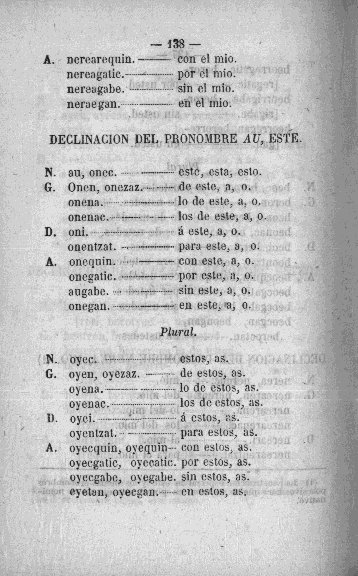 — 138 —
A. nerearequin. — con el mio.
nereagatic. — por el mio.
nereagabe. — sin el mio.
neraegan. — en el mio.
DECLINACION DEL PRONOMBRE AU, ESTE.
N. au, onec. — este, esta, esto.
G. Onen, onezaz. — de este, a, o.
onena. — lo de este, a, o.
onenac. — los de este, a, o.
D. oni. — á este, a, o.
onentzat. — para este, a, o.
A. onequin. — con este, a, o.
onegatic. — por este, a, o.
augabe. — sin este, a, o.
onegan. — en este, a, o.
Plural.
N. oyec. — estos, as.
G. oyen, oyezaz. — de estos, as.
oyena. — lo de estos, as.
oyenac. — los de estos, as.
D. oyei. — á estos, as.
oyentzat. — para estos, as.
A. oyecquin, oyequin — con estos, as.
oyecgatic, oyecatic. por estos, as.
oyecgabe, oyegabe. sin estos, as.
oyetan, oyecgan. — en estos, as.